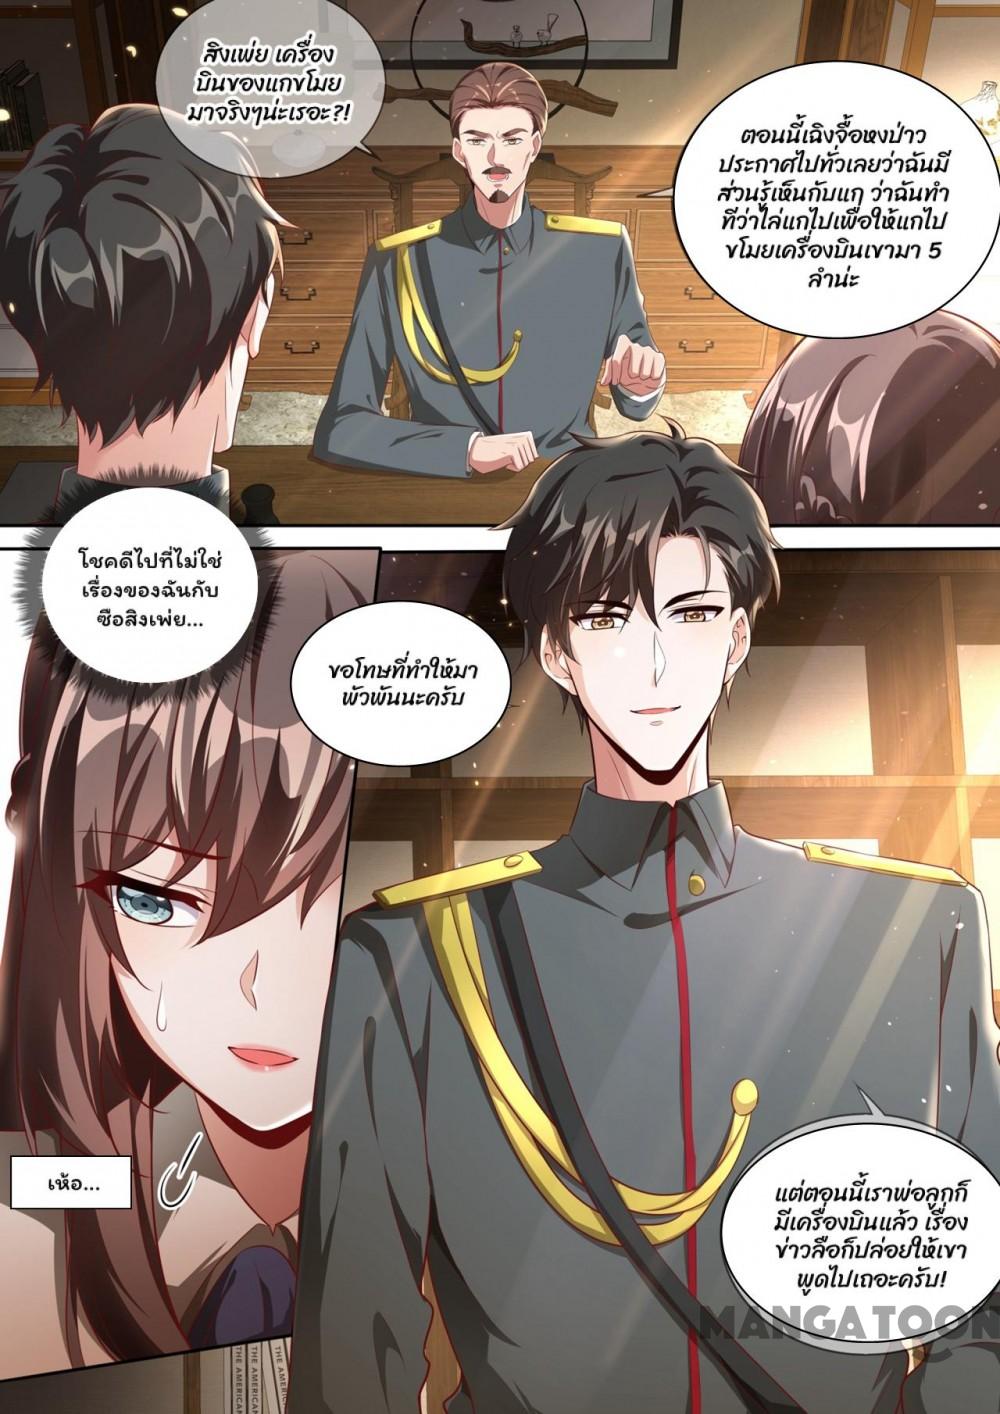 สิงเพ่ย เครื่อง
บินของแกขโมย
มาจริงๆน่ะเรอะ?!
ตอนนี้เฉิงจื้อหงป่าว
ประกาศไปทั่วเลยว่าฉันมี
ส่วนรู้เห็นกับแก ว่าฉันทำ
ทีว่าไล่แกไปเพื่อให้แกไป
ขโมยเครื่องบินเขามา 5
ลำน่ะ
โชคดีไปที่ไม่ใช่
เรื่องของฉันกับ
ซือสิงเพ่ย...
ขอโทษที่ทำให้มา
พัวพันนะครับ
เห้อ...
แต่ตอนนี้เราพ่อลูกก็
มีเครื่องบินแล้ว เรื่อง
ข่าวลือก็ปล่อยให้เขา
พูดไปเถอะครับ!
MANGATOON
THE AMERICAN
THE AMERICAN
THE AMERICAN